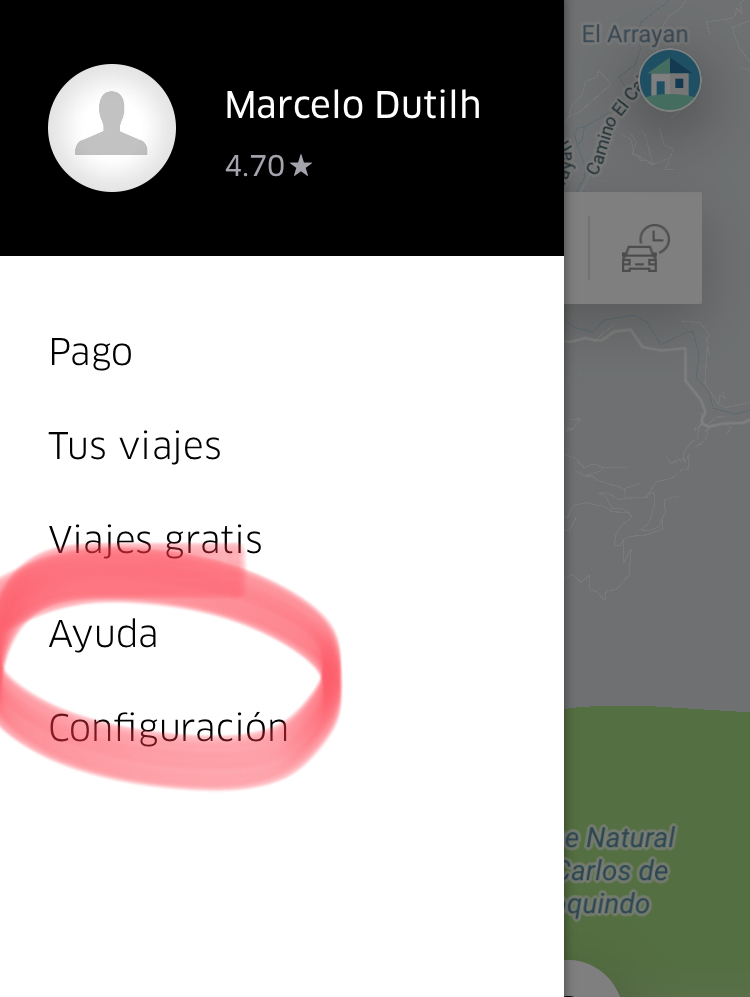 El Arrayan
Marcelo Dutilh
4.70★
Camino El Ca
Pago
Tus viajes
Viajes gratis
Ayuda
Configuración
e Natural
Carlos de
quindo